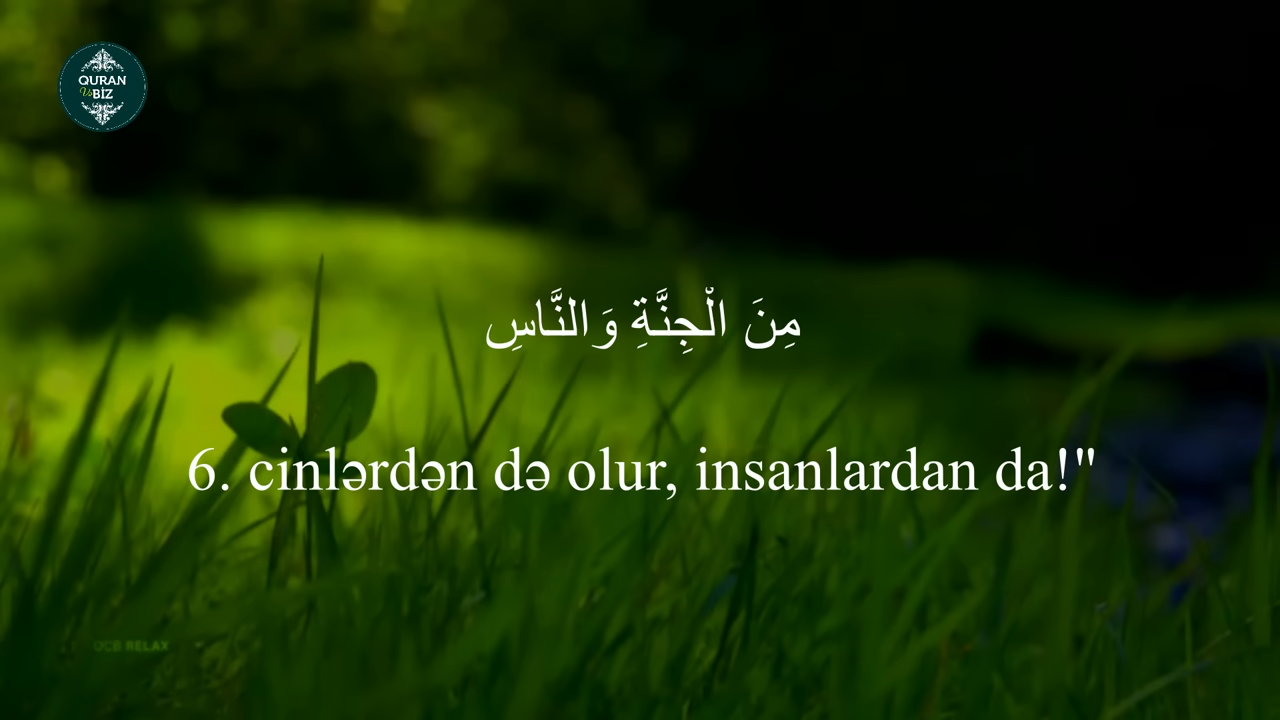 QURAN
Və BİZ
مِنَ الْجِنَّةِ وَالنَّاسِ
6. cinlərdən də olur, insanlardan da!"
OCB RELAX